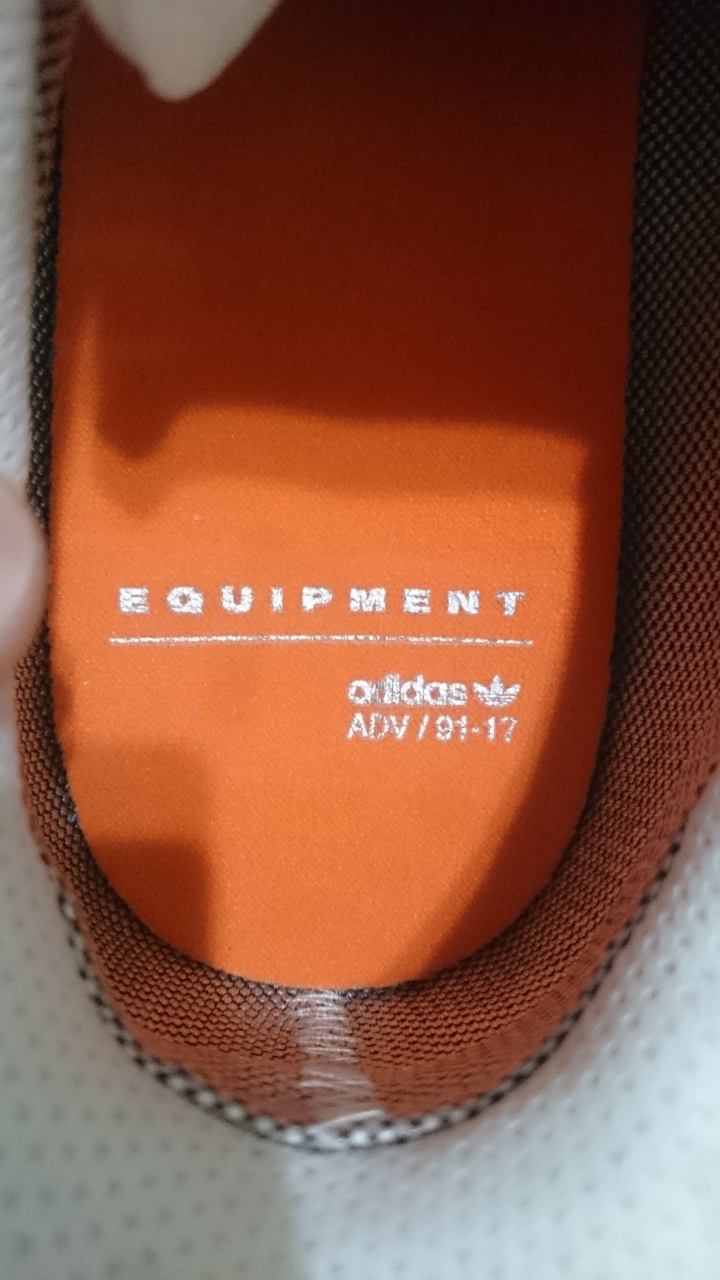 EQUIPMENT
adidas
ADV / 91-17